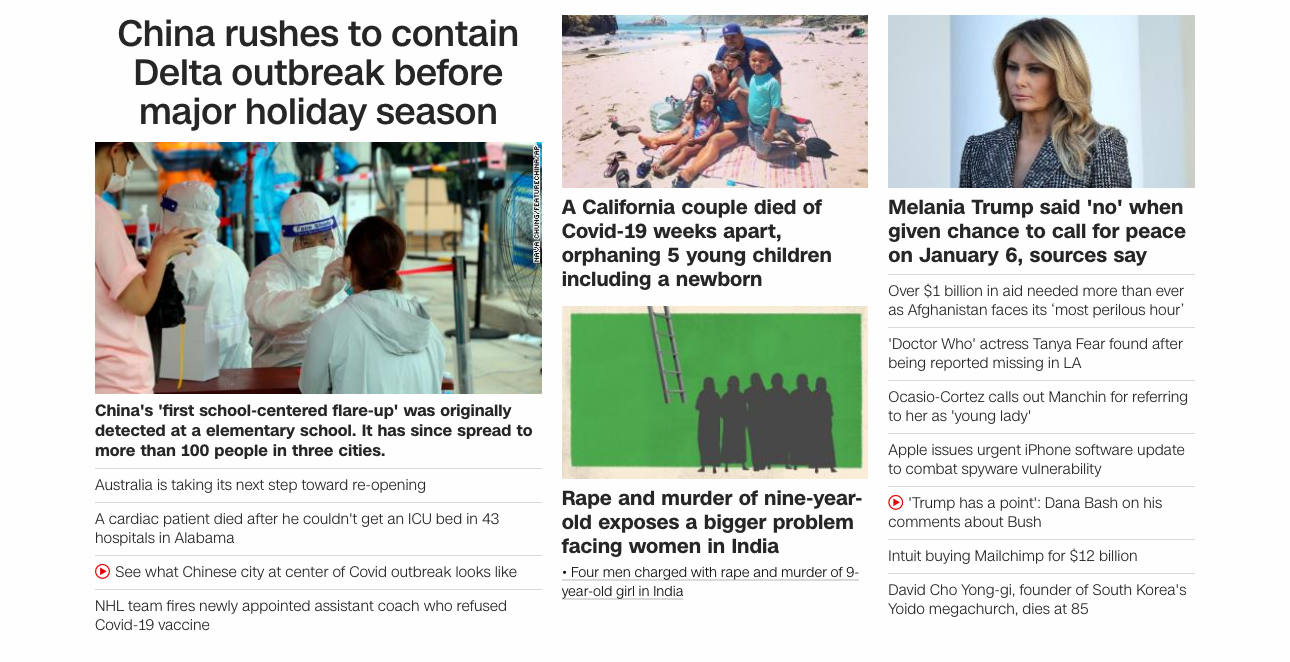 China rushes to contain
Delta outbreak before
major holiday season
NAVA CHUNG/FEATURECHINA/AP
Face Shield
China's 'first school-centered flare-up' was originally
detected at a elementary school. It has since spread to
more than 100 people in three cities.
Australia is taking its next step toward re-opening
A cardiac patient died after he couldn't get an ICU bed in 43
hospitals in Alabama
See what Chinese city at center of Covid outbreak looks like
NHL team fires newly appointed assistant coach who refused
Covid-19 vaccine
A California couple died of
Covid-19 weeks apart,
orphaning 5 young children
including a newborn
Rape and murder of nine-year-
old exposes a bigger problem
facing women in India
• Four men charged with rape and murder of 9-
year-old girl in India
Melania Trump said 'no' when
given chance to call for peace
on January 6, sources say
Over $1 billion in aid needed more than ever
as Afghanistan faces its ‘most perilous hour’
'Doctor Who' actress Tanya Fear found after
being reported missing in LA
Ocasio-Cortez calls out Manchin for referring
to her as 'young lady'
Apple issues urgent iPhone software update
to combat spyware vulnerability
'Trump has a point': Dana Bash on his
comments about Bush
Intuit buying Mailchimp for $12 billion
David Cho Yong-gi, founder of South Korea's
Yoido megachurch, dies at 85